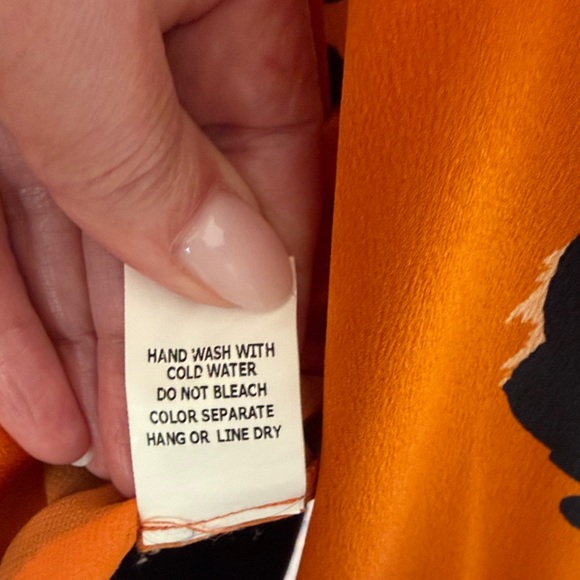 HAND WASH WITH
COLD WATER
DO NOT BLEACH
COLOR SEPARATE
HANG OR LINE DRY